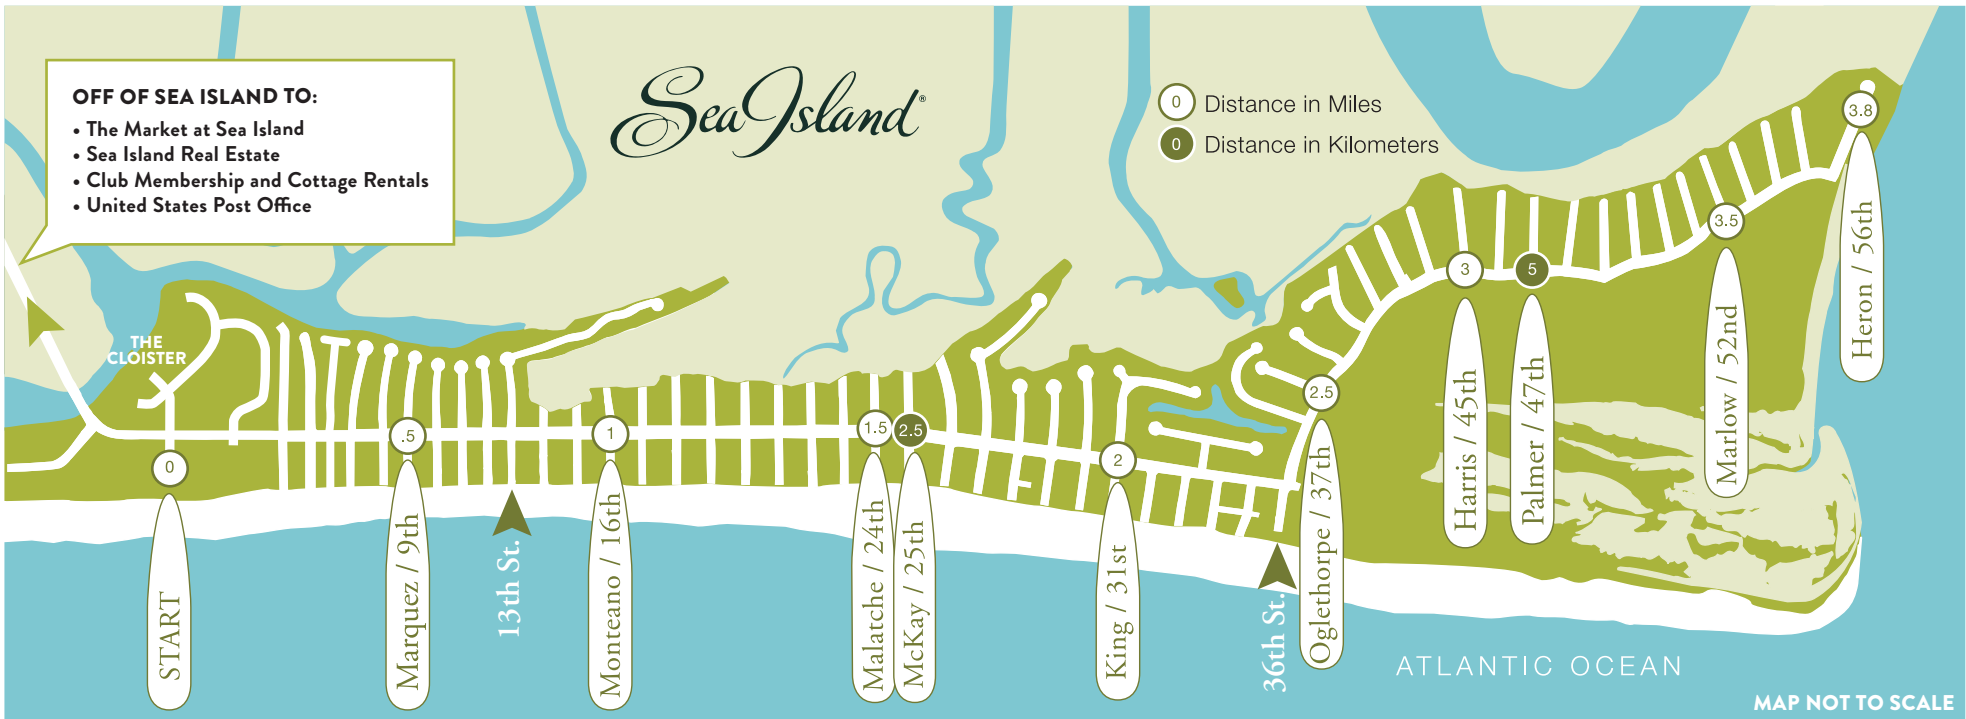 OFF OF SEA ISLAND TO:
• The Market at Sea Island
• Sea Island Real Estate
• Club Membership and Cottage Rentals
• United States Post Office
Sea Island®
0 Distance in Miles
0 Distance in Kilometers
THE
CLOISTER
0
START
.5
Marquez / 9th
13th St.
1
Monteano / 16th
1.5
Malatche / 24th
2.5
McKay / 25th
2
King / 31st
36th St.
2.5
Oglethorpe / 37th
3
Harris / 45th
5
Palmer / 47th
3.5
Marlow / 52nd
3.8
Heron / 56th
ATLANTIC OCEAN
MAP NOT TO SCALE